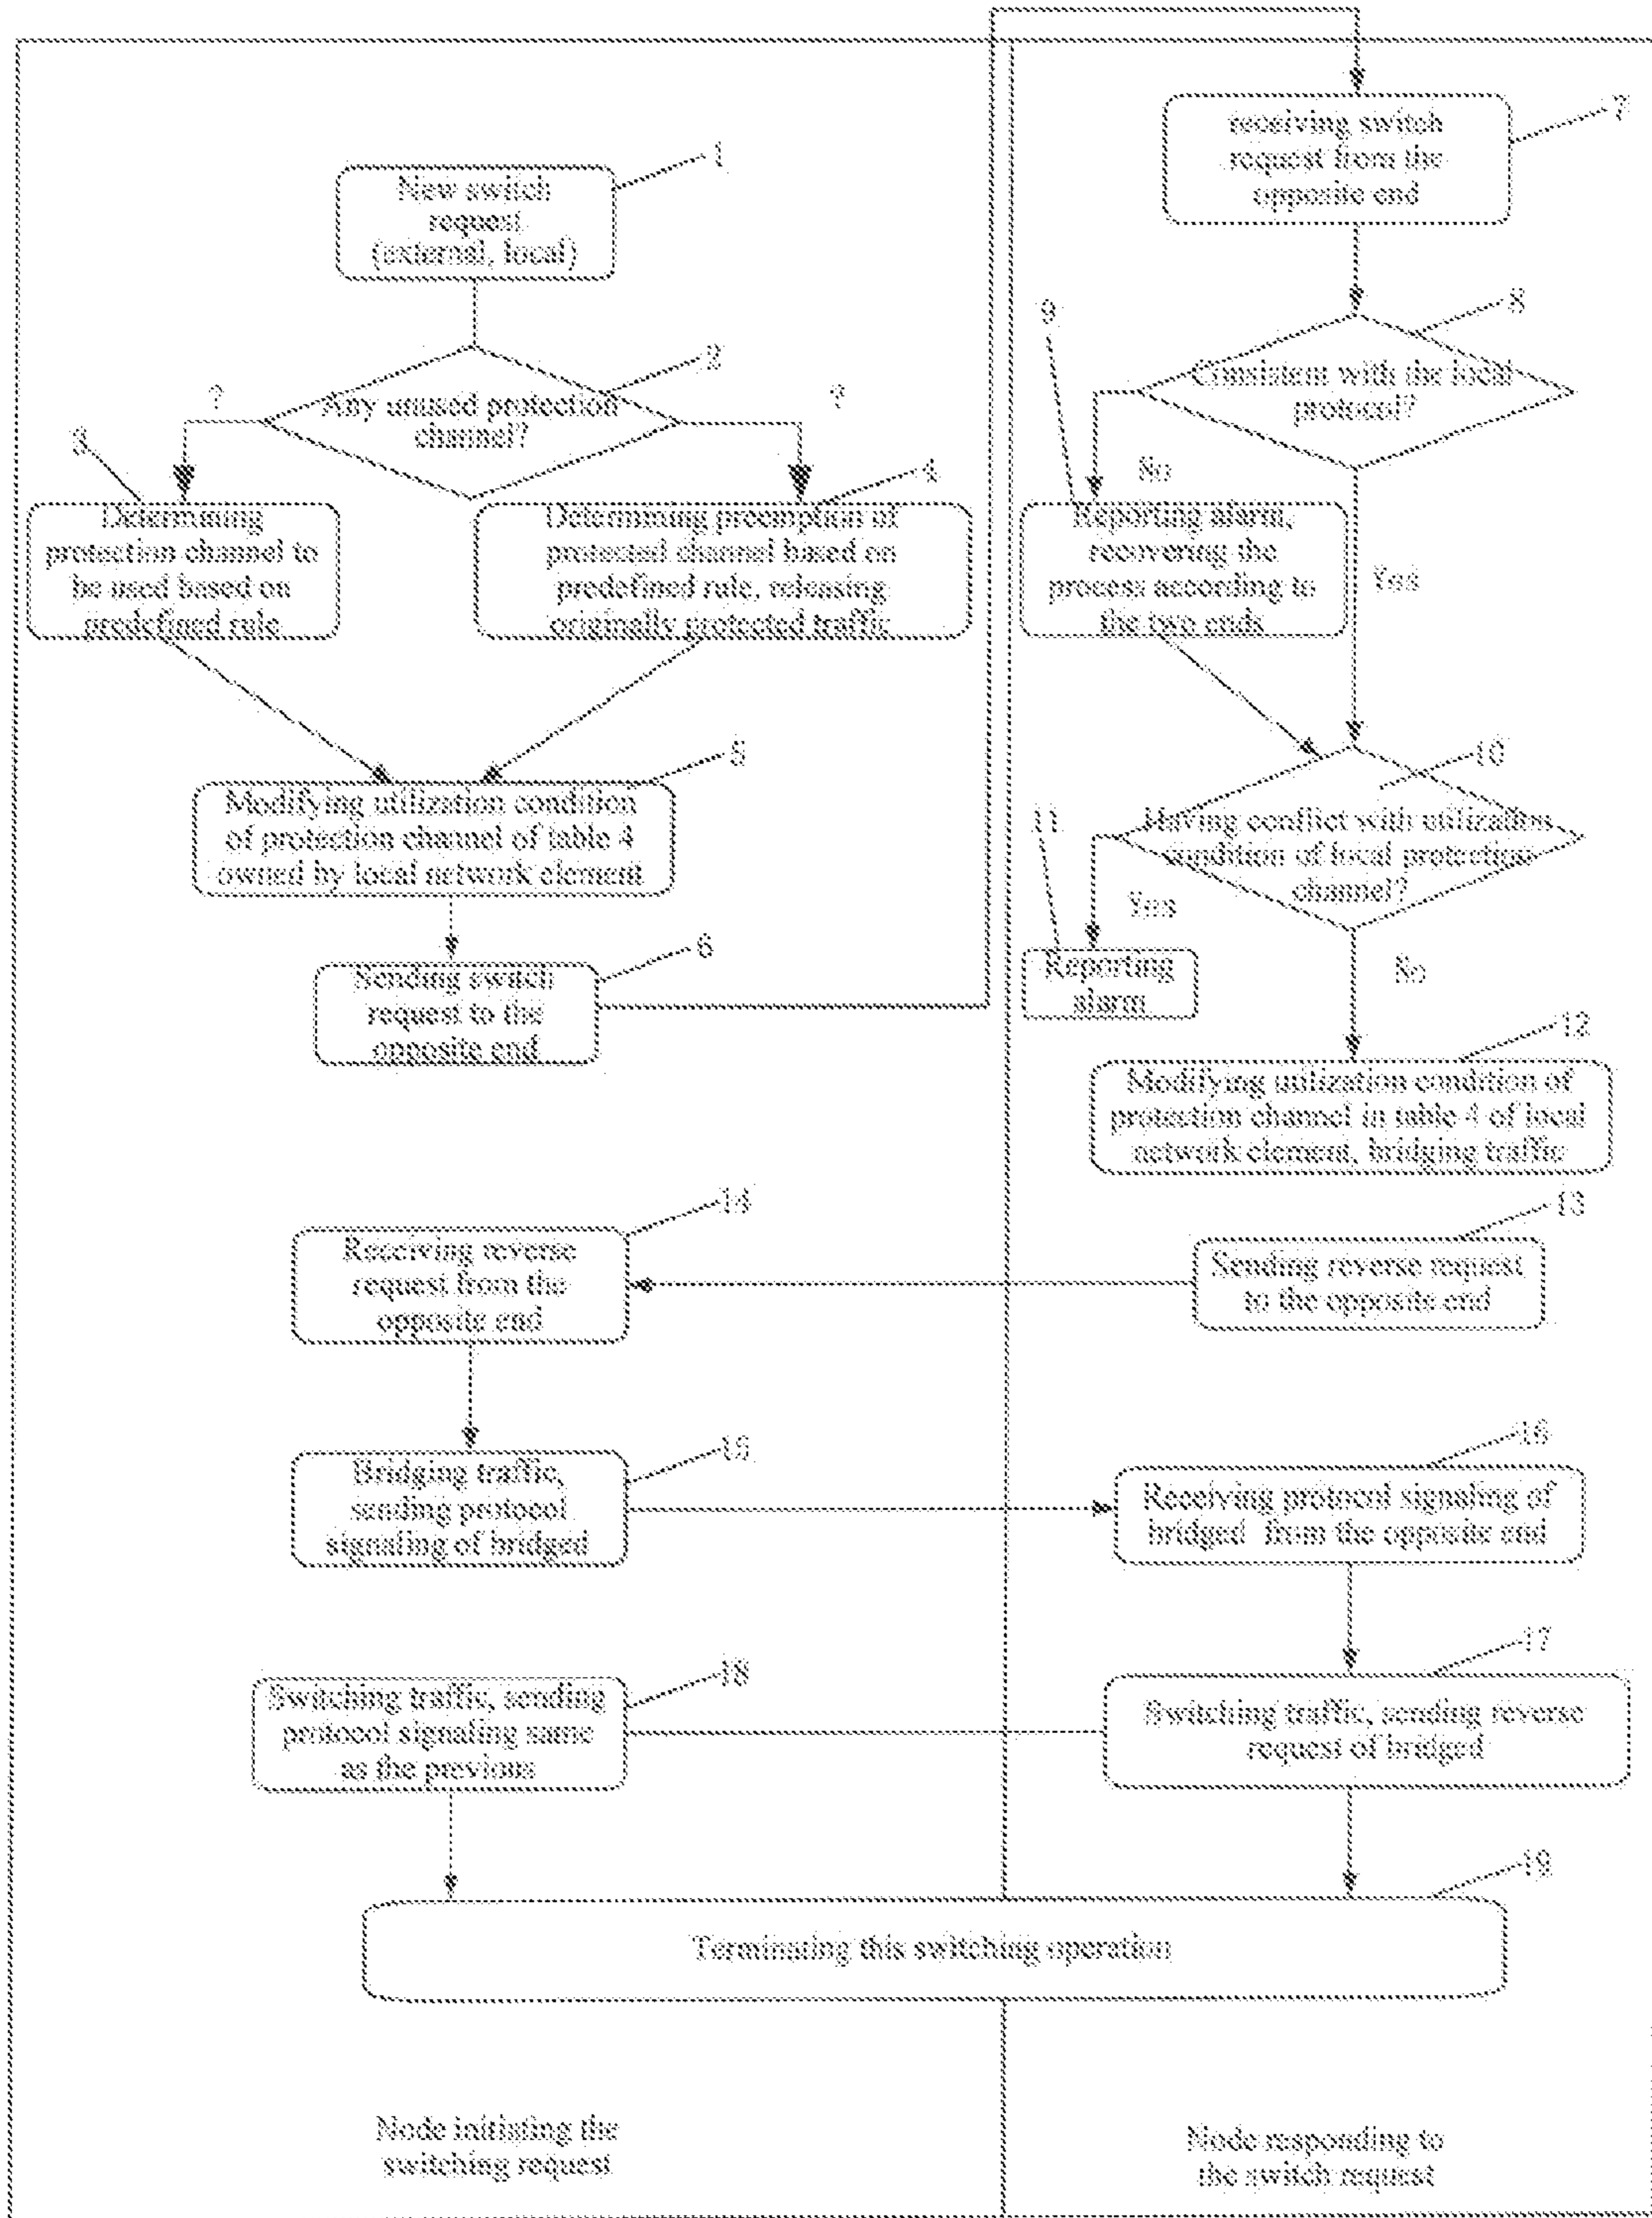 1
New switch
request
(external, local)
2
Any unused protection
channel?
?
?
3
Determining
protection channel to
be used based on
predefined rule
4
Determining preemption of
protected channel based on
predefined rule, releasing
originally protected traffic
5
Modifying utilization condition
of protection channel of table 4
owned by local network element
6
Sending switch
request to the
opposite end
7
receiving switch
request from the
opposite end
8
Consistent with the local
protocol?
9
No
Reporting alarm,
recovering the
process according to
the two ends
Yes
10
Having conflict with utilization
condition of local protection
channel?
11
Yes
Reporting
alarm
No
12
Modifying utilization condition of
protection channel in table 4 of local
network element, bridging traffic
13
Sending reverse request
to the opposite end
14
Receiving reverse
request from the
opposite end
15
Bridging traffic,
sending protocol
signaling of bridged
16
Receiving protocol signaling of
bridged from the opposite end
17
Switching traffic, sending reverse
request of bridged
18
Switching traffic, sending
protocol signaling same
as the previous
19
Terminating this switching operation
Node initiating the
switching request
Node responding to
the switch request